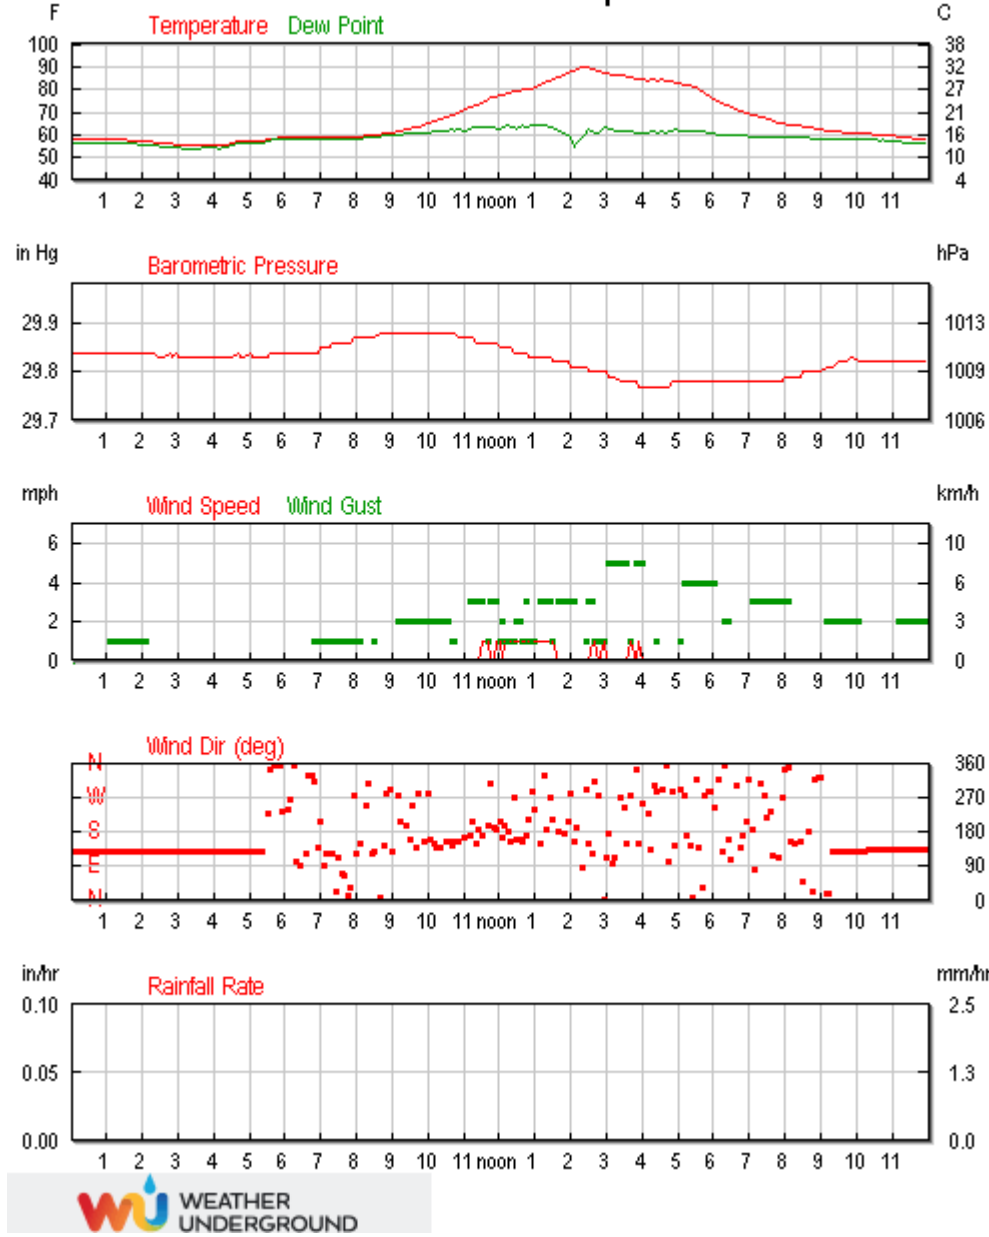 F Temperature Dew Point C
100 38
90 32
80 27
70 21
60 16
50 10
40 4
1 2 3 4 5 6 7 8 9 10 11 noon 1 2 3 4 5 6 7 8 9 10 11
in Hg Barometric Pressure hPa
29.9 1013
29.8 1009
29.7 1006
1 2 3 4 5 6 7 8 9 10 11 noon 1 2 3 4 5 6 7 8 9 10 11
mph Wind Speed Wind Gust km/h
6 10
4 6
2 3
0 0
1 2 3 4 5 6 7 8 9 10 11 noon 1 2 3 4 5 6 7 8 9 10 11
Wind Dir (deg)
N 360
W 270
S 180
E 90
N 0
1 2 3 4 5 6 7 8 9 10 11 noon 1 2 3 4 5 6 7 8 9 10 11
in/hr Rainfall Rate mm/hr
0.10 2.5
0.05 1.3
0.00 0.0
1 2 3 4 5 6 7 8 9 10 11 noon 1 2 3 4 5 6 7 8 9 10 11
WU WEATHER
UNDERGROUND